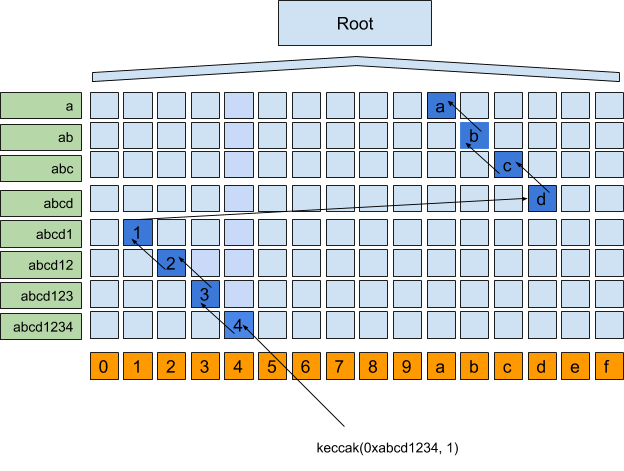 Root
a a
ab b
abc c
abcd d
abcd1 1
abcd12 2
abcd123 3
abcd1234 4
0 1 2 3 4 5 6 7 8 9 a b c d e f
keccak(0xabcd1234, 1)